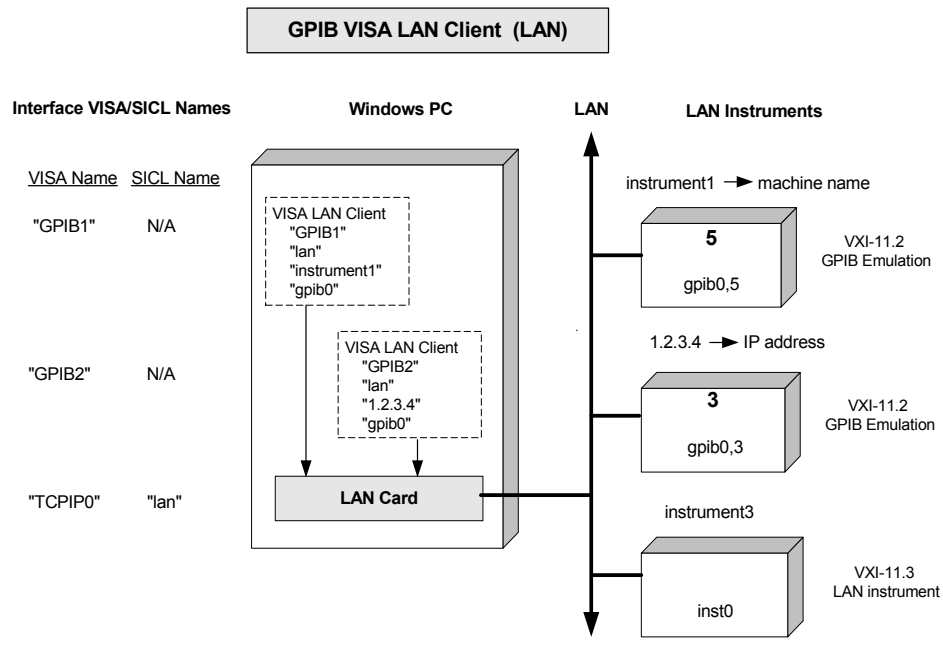 GPIB VISA LAN Client (LAN)
Interface VISA/SICL Names
Windows PC
LAN
LAN Instruments
VISA Name SICL Name
"GPIB1" N/A
"GPIB2" N/A
"TCPIP0" "lan"
VISA LAN Client
"GPIB1"
"lan"
"instrument1"
"gpib0"
VISA LAN Client
"GPIB2"
"lan"
"1.2.3.4"
"gpib0"
LAN Card
instrument1 → machine name
5
gpib0,5
VXI-11.2
GPIB Emulation
1.2.3.4 → IP address
3
gpib0,3
VXI-11.2
GPIB Emulation
instrument3
inst0
VXI-11.3
LAN instrument